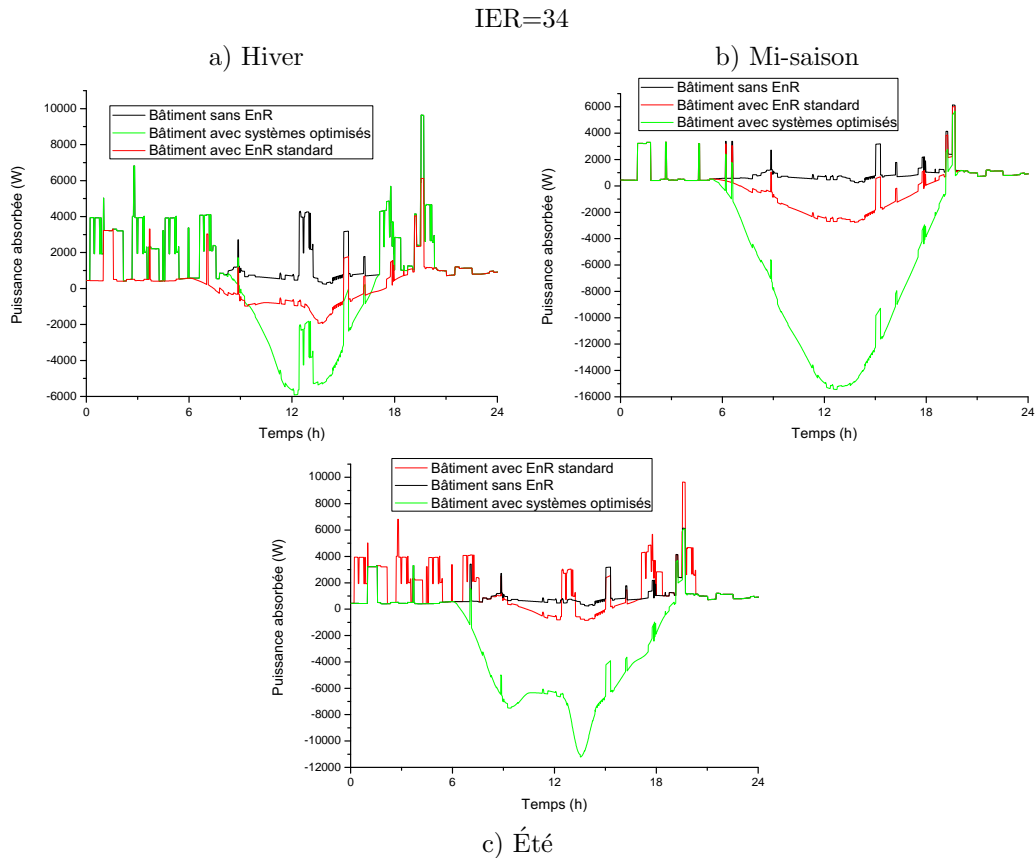 IER=34
a) Hiver
b) Mi-saison
Bâtiment sans EnR
Bâtiment avec systèmes optimisés
Bâtiment avec EnR standard
Puissance absorbée (W)
10000
8000
6000
4000
2000
0
-2000
-4000
-6000
0
6
12
18
24
Temps (h)
Bâtiment sans EnR
Bâtiment avec EnR standard
Bâtiment avec systèmes optimisés
Puissance absorbée (W)
6000
4000
2000
0
-2000
-4000
-6000
-8000
-10000
-12000
-14000
-16000
0
6
12
18
24
Temps (h)
Bâtiment avec EnR standard
Bâtiment sans EnR
Bâtiment avec systèmes optimisés
Puissance absorbée (W)
10000
8000
6000
4000
2000
0
-2000
-4000
-6000
-8000
-10000
-12000
0
6
12
18
24
Temps (h)
c) Été